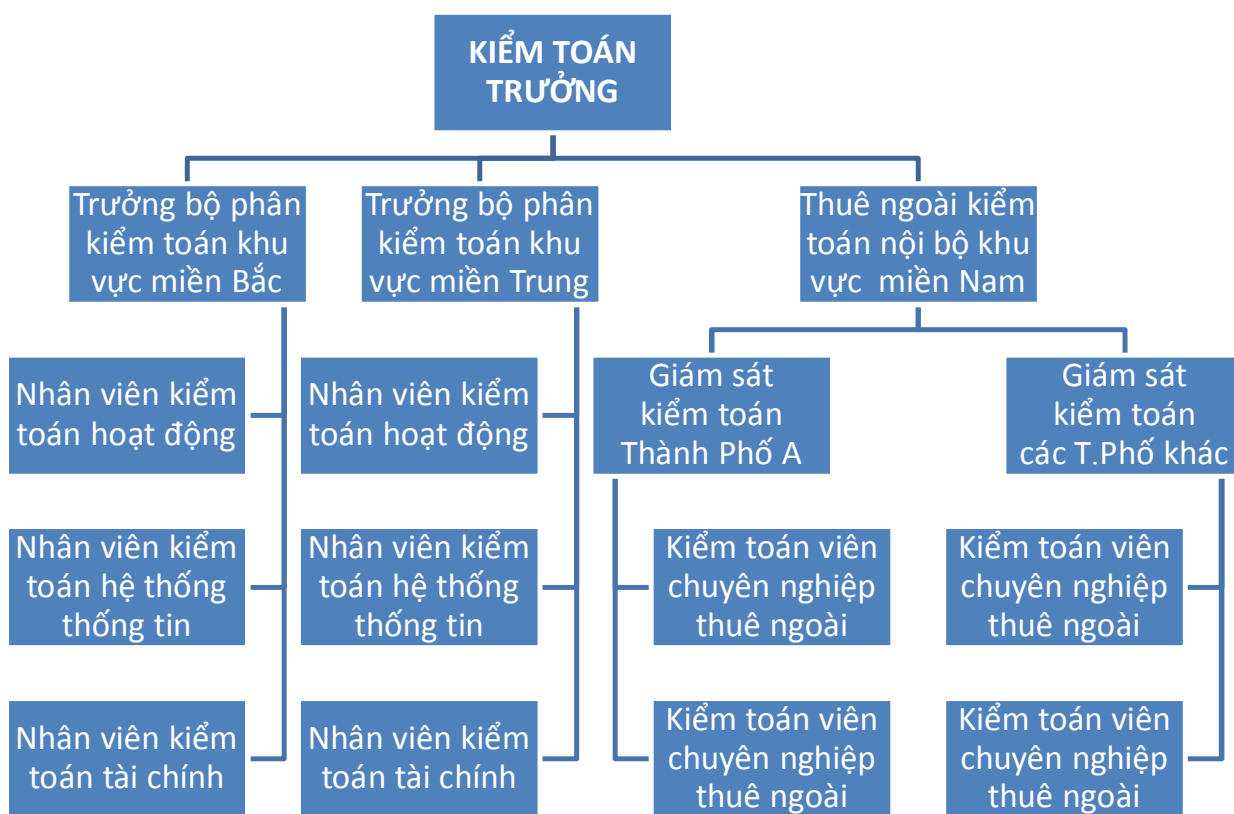 KIỂM TOÁN
TRƯỞNG
Trưởng bộ phân
kiểm toán khu
vực miền Bắc
Trưởng bộ phân
kiểm toán khu
vực miền Trung
Thuê ngoài kiểm
toán nội bộ khu
vực miền Nam
Nhân viên kiểm
toán hoạt động
Nhân viên kiểm
toán hoạt động
Giám sát
kiểm toán
Thành Phố A
Giám sát
kiểm toán
các T.Phố khác
Nhân viên kiểm
toán hệ thống
thống tin
Nhân viên kiểm
toán hệ thống
thống tin
Kiểm toán viên
chuyên nghiệp
thuê ngoài
Kiểm toán viên
chuyên nghiệp
thuê ngoài
Nhân viên kiểm
toán tài chính
Nhân viên kiểm
toán tài chính
Kiểm toán viên
chuyên nghiệp
thuê ngoài
Kiểm toán viên
chuyên nghiệp
thuê ngoài